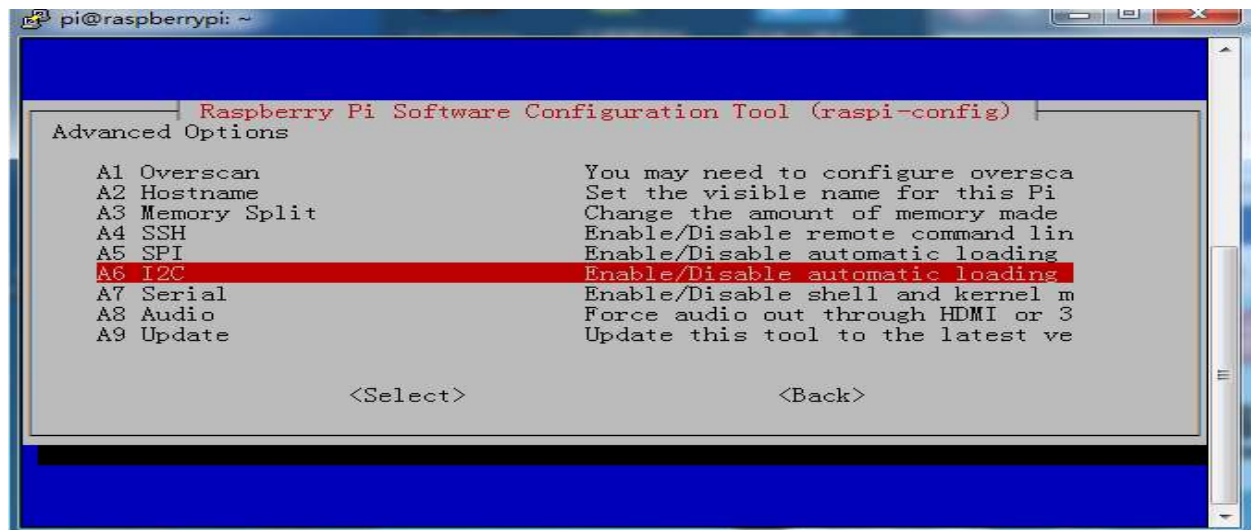 pi@raspberrypi: ~
Raspberry Pi Software Configuration Tool (raspi-config)
Advanced Options
A1 Overscan You may need to configure oversca
A2 Hostname Set the visible name for this Pi
A3 Memory Split Change the amount of memory made
A4 SSH Enable/Disable remote command lin
A5 SPI Enable/Disable automatic loading
A6 I2C Enable/Disable automatic loading
A7 Serial Enable/Disable shell and kernel m
A8 Audio Force audio out through HDMI or 3
A9 Update Update this tool to the latest ve
<Select> <Back>